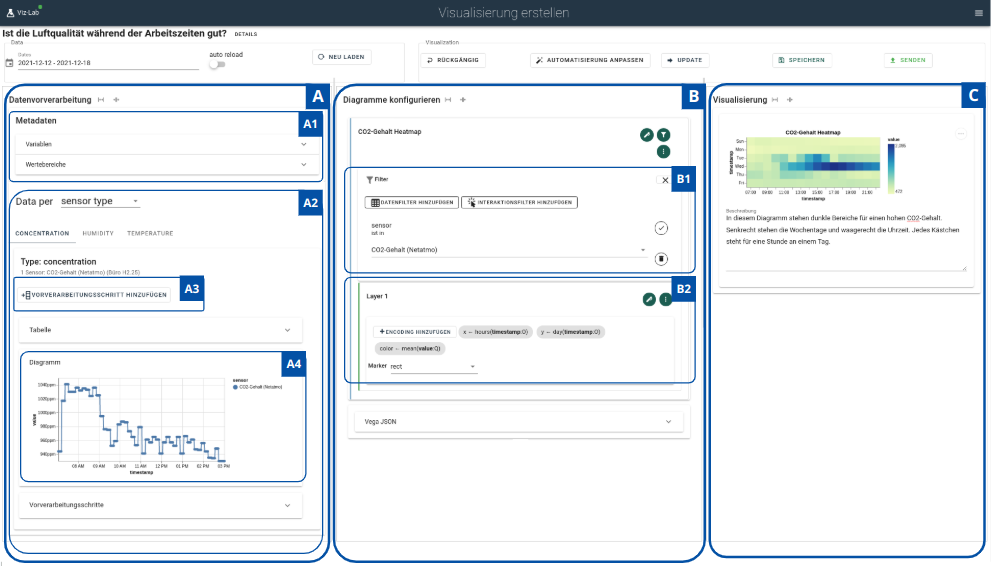 Viz-Lab
Visualisierung erstellen
Ist die Luftqualität während der Arbeitszeiten gut? DETAILS
Data
Dates
2021-12-12 - 2021-12-18
auto reload
NEU LADEN
Visualization
RÜCKGÄNGIG
AUTOMATISIERUNG ANPASSEN
UPDATE
SPEICHERN
SENDEN
A
Datenvorverarbeitung
A1
Metadaten
Variablen
Wertebereiche
A2
Data per sensor type
CONCENTRATION HUMIDITY TEMPERATURE
Type: concentration
1 Sensor: CO2-Gehalt (Netatmo) (Büro H2.25)
A3
VORVERARBEITUNGSSCHRITT HINZUFÜGEN
Tabelle
A4
Diagramm
sensor
CO2-Gehalt (Netatmo)
value
1040ppm
1020ppm
1000ppm
980ppm
960ppm
940ppm
08 AM 09 AM 10 AM 11 AM 12 PM 01 PM 02 PM 03 PM
timestamp
Vorverarbeitungsschritte
B
Diagramme konfigurieren
CO2-Gehalt Heatmap
B1
Filter
DATENFILTER HINZUFÜGEN
INTERAKTIONSFILTER HINZUFÜGEN
sensor
ist in
CO2-Gehalt (Netatmo)
B2
Layer 1
+ ENCODING HINZUFÜGEN
x ← hours(timestamp:O)
y ← day(timestamp:O)
color ← mean(value:Q)
Marker rect
Vega JSON
C
Visualisierung
CO2-Gehalt Heatmap
timestamp
Sun
Mon
Tue
Wed
Thu
Fri
07:00 09:00 11:00 13:00 15:00 17:00 19:00 21:00
timestamp
value
472
Beschreibung
In diesem Diagramm stehen dunkle Bereiche für einen hohen CO2-Gehalt.
Senkrecht stehen die Wochentage und waagerecht die Uhrzeit. Jedes Kästchen
steht für eine Stunde an einem Tag.